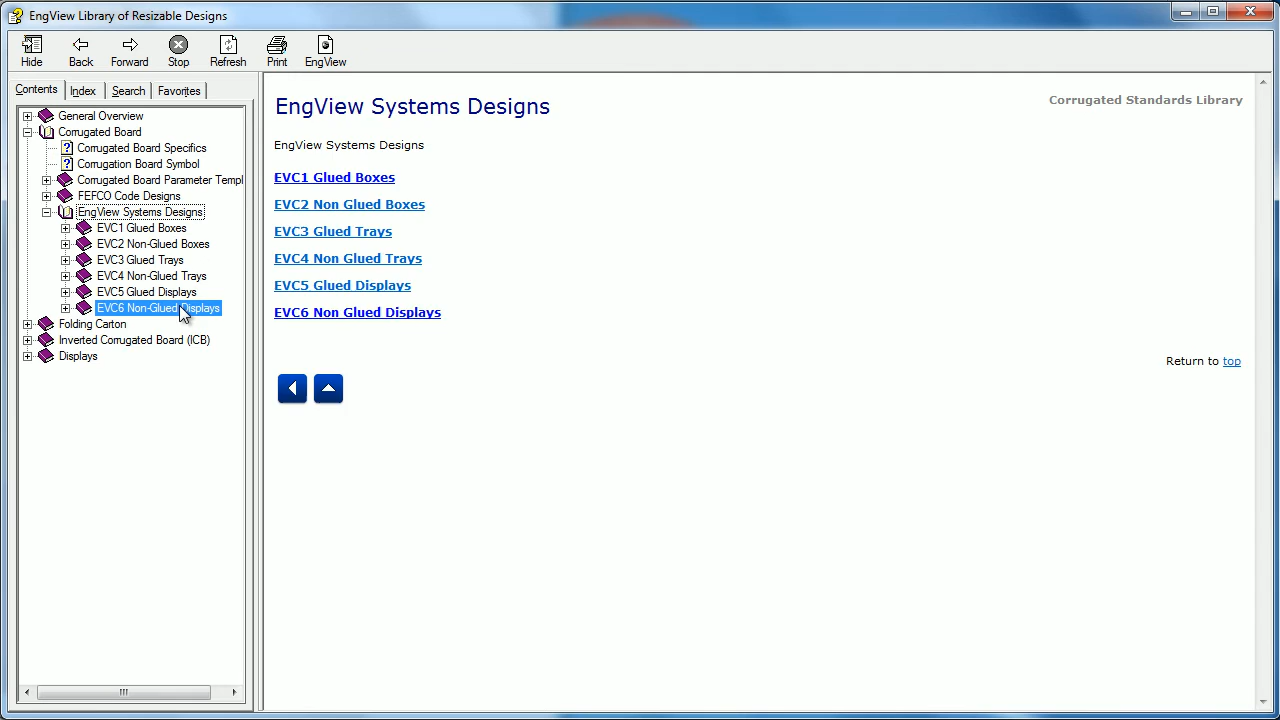 EngView Library of Resizable Designs
Hide Back Forward Stop Refresh Print EngView
Contents Index Search Favorites
General Overview
Corrugated Board
Corrugated Board Specifics
Corrugation Board Symbol
Corrugated Board Parameter Templ
FEFCO Code Designs
EngView Systems Designs
EVC1 Glued Boxes
EVC2 Non-Glued Boxes
EVC3 Glued Trays
EVC4 Non-Glued Trays
EVC5 Glued Displays
EVC6 Non-Glued Displays
Folding Carton
Inverted Corrugated Board (ICB)
Displays
EngView Systems Designs
Corrugated Standards Library
EngView Systems Designs
EVC1 Glued Boxes
EVC2 Non Glued Boxes
EVC3 Glued Trays
EVC4 Non Glued Trays
EVC5 Glued Displays
EVC6 Non Glued Displays
Return to top